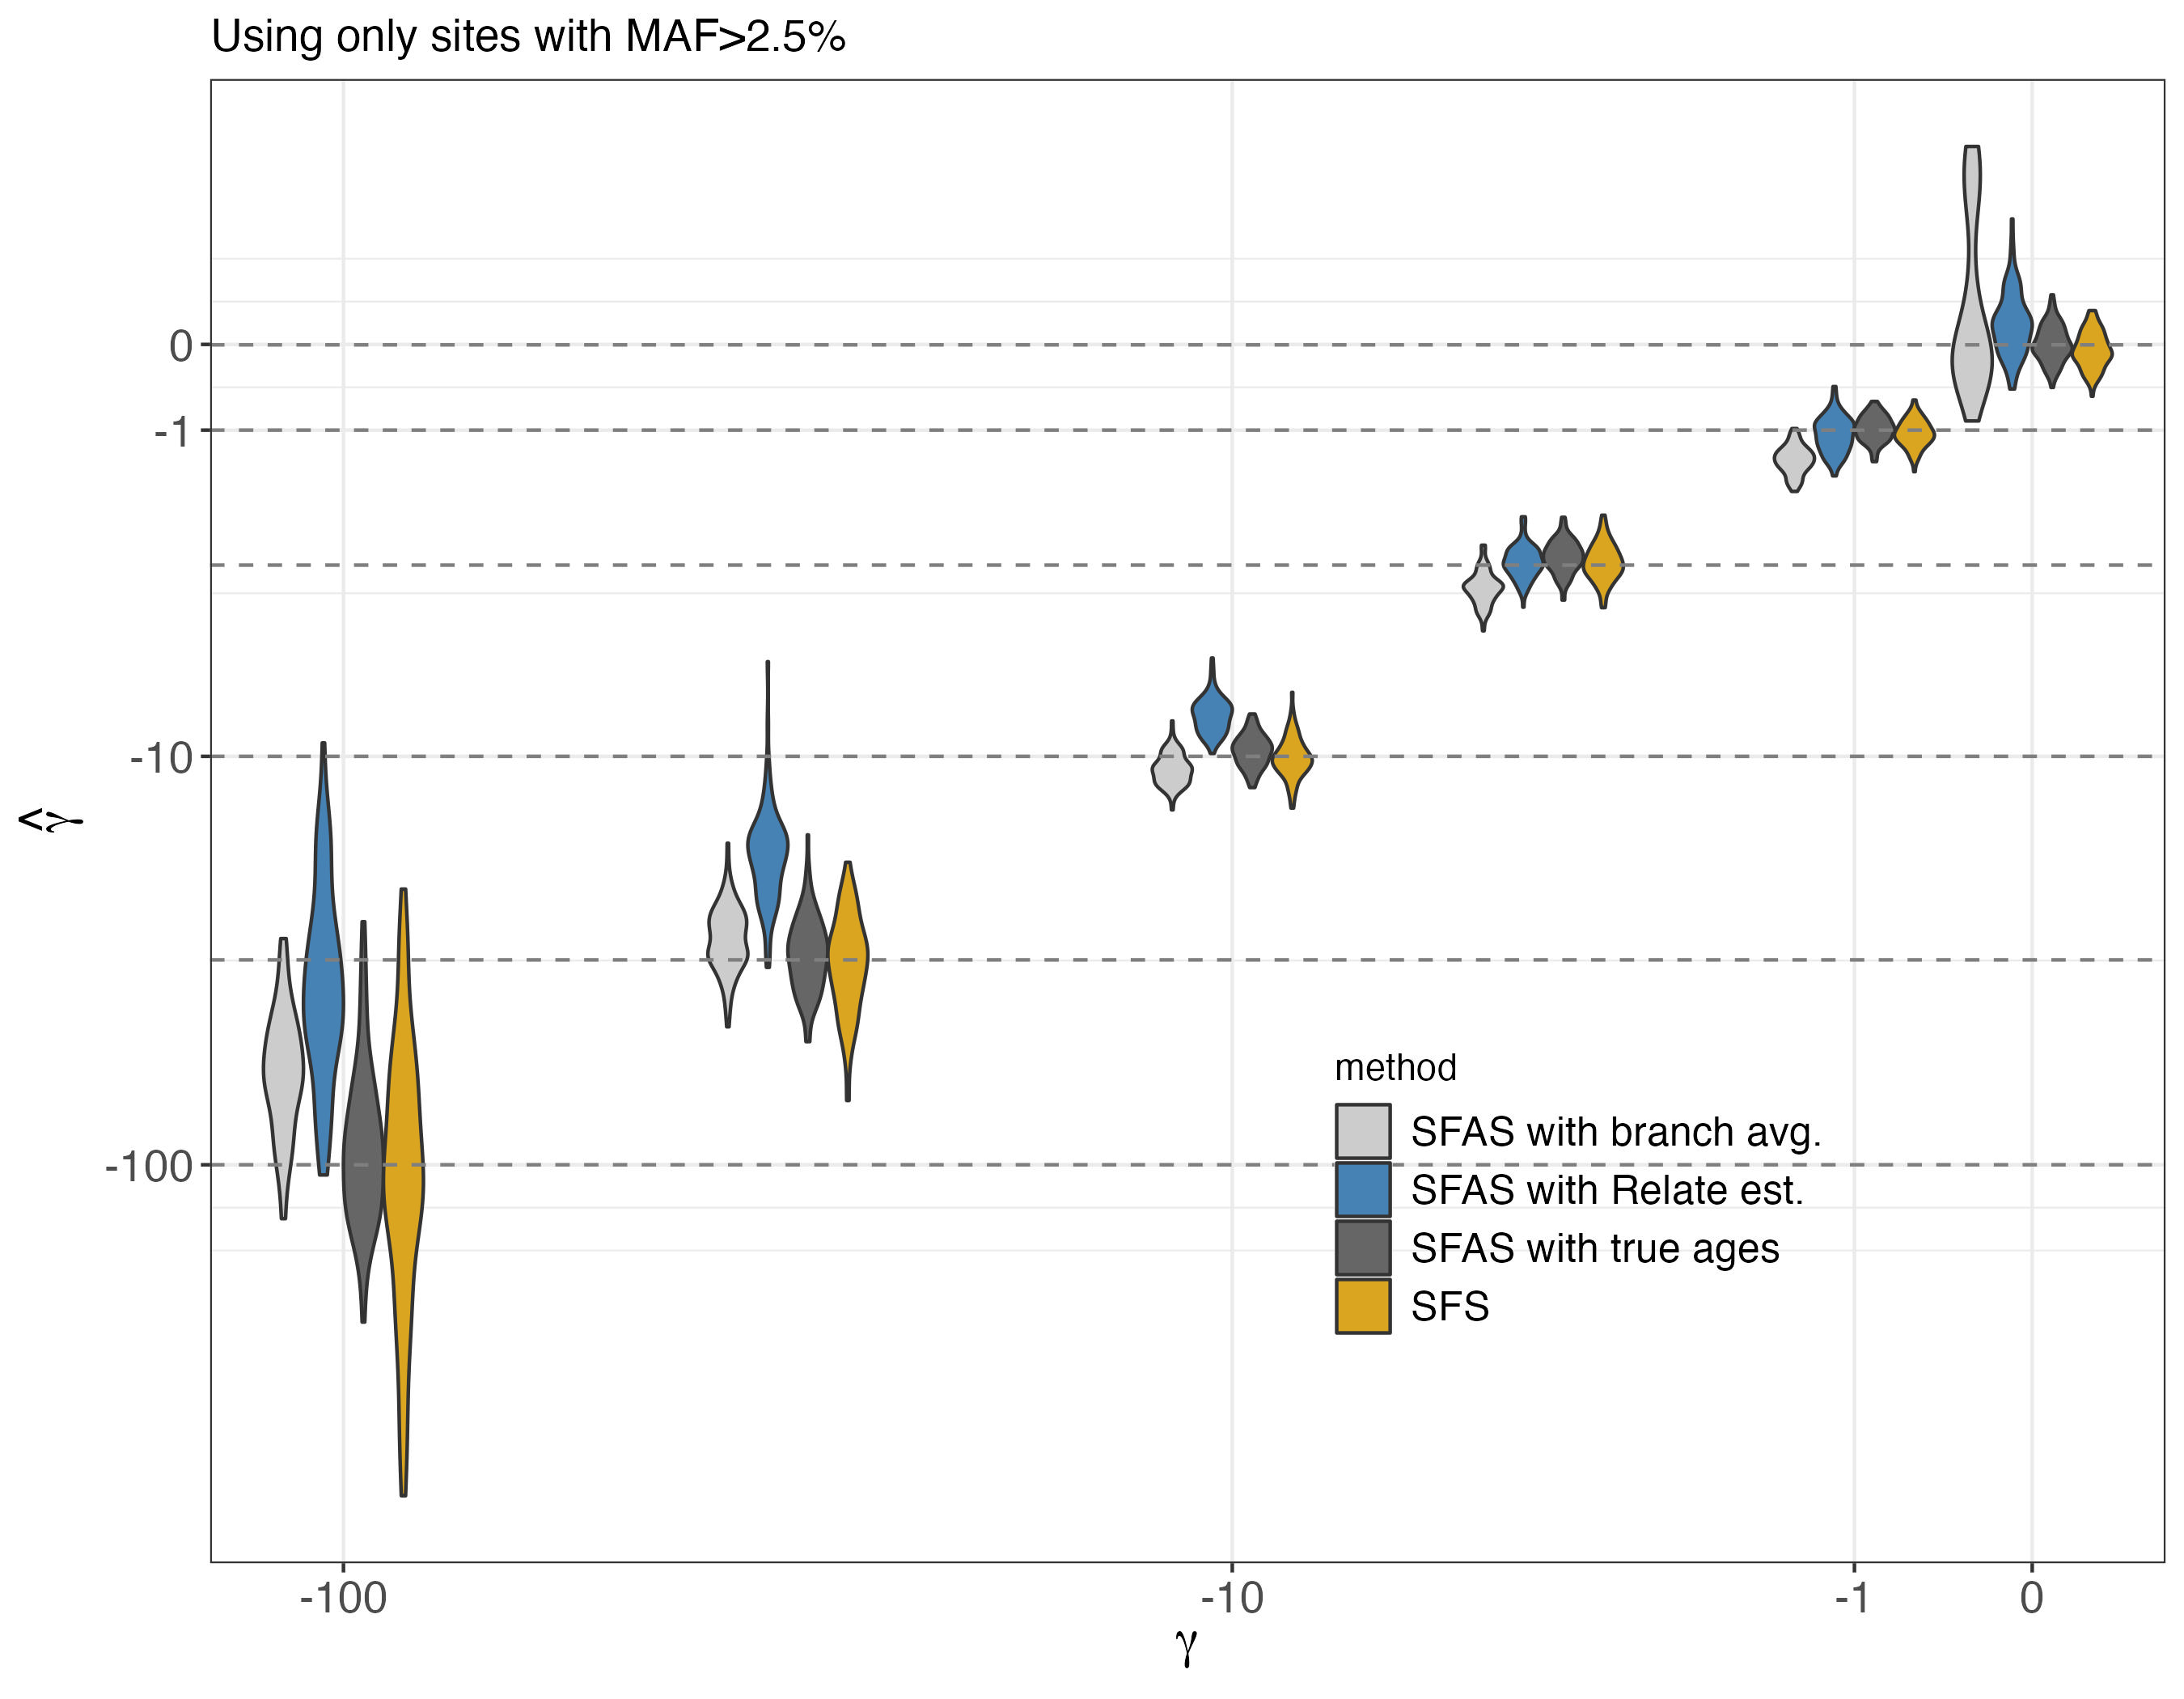 Using only sites with MAF>2.5%
0
-1
-10
-100
γ̂
method
SFAS with branch avg.
SFAS with Relate est.
SFAS with true ages
SFS
-100
-10
-1
0
γ